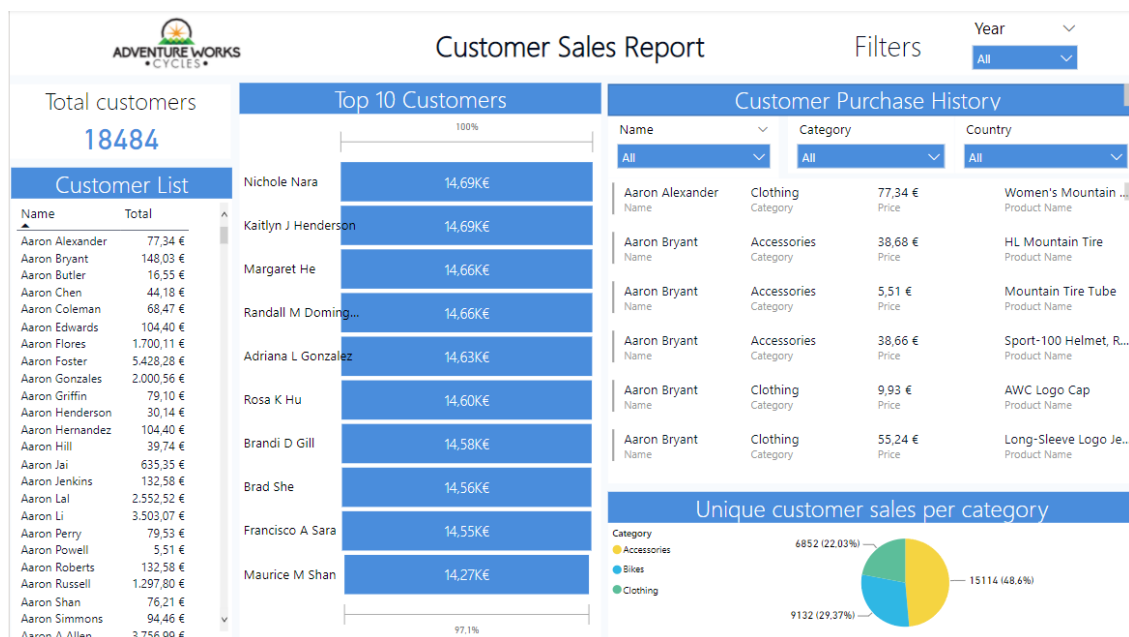 ADVENTURE WORKS
•CYCLES•
Customer Sales Report
Filters
Year
All
Total customers
18484
Customer List
Name Total
Aaron Alexander 77,34 €
Aaron Bryant 148,03 €
Aaron Butler 16,55 €
Aaron Chen 44,18 €
Aaron Coleman 68,47 €
Aaron Edwards 104,40 €
Aaron Flores 1.700,11 €
Aaron Foster 5.428,28 €
Aaron Gonzales 2.000,56 €
Aaron Griffin 79,10 €
Aaron Henderson 30,14 €
Aaron Hernandez 104,40 €
Aaron Hill 39,74 €
Aaron Jai 635,35 €
Aaron Jenkins 132,58 €
Aaron Lal 2.552,52 €
Aaron Li 3.503,07 €
Aaron Perry 79,53 €
Aaron Powell 5,51 €
Aaron Roberts 132,58 €
Aaron Russell 1.297,80 €
Aaron Shan 76,21 €
Aaron Simmons 94,46 €
Aaron A Allen 3.756,99 €
Top 10 Customers
100%
Nichole Nara 14,69K€
Kaitlyn J Henderson 14,69K€
Margaret He 14,66K€
Randall M Doming... 14,66K€
Adriana L Gonzalez 14,63K€
Rosa K Hu 14,60K€
Brandi D Gill 14,58K€
Brad She 14,56K€
Francisco A Sara 14,55K€
Maurice M Shan 14,27K€
97,1%
Customer Purchase History
Name Category Country
All All All
Aaron Alexander Clothing 77,34 € Women's Mountain ...
Name Category Price Product Name
Aaron Bryant Accessories 38,68 € HL Mountain Tire
Name Category Price Product Name
Aaron Bryant Accessories 5,51 € Mountain Tire Tube
Name Category Price Product Name
Aaron Bryant Accessories 38,66 € Sport-100 Helmet, R...
Name Category Price Product Name
Aaron Bryant Clothing 9,93 € AWC Logo Cap
Name Category Price Product Name
Aaron Bryant Clothing 55,24 € Long-Sleeve Logo Je...
Name Category Price Product Name
Unique customer sales per category
Category
Accessories
Bikes
Clothing
6852 (22,03%)
15114 (48,6%)
9132 (29,37%)